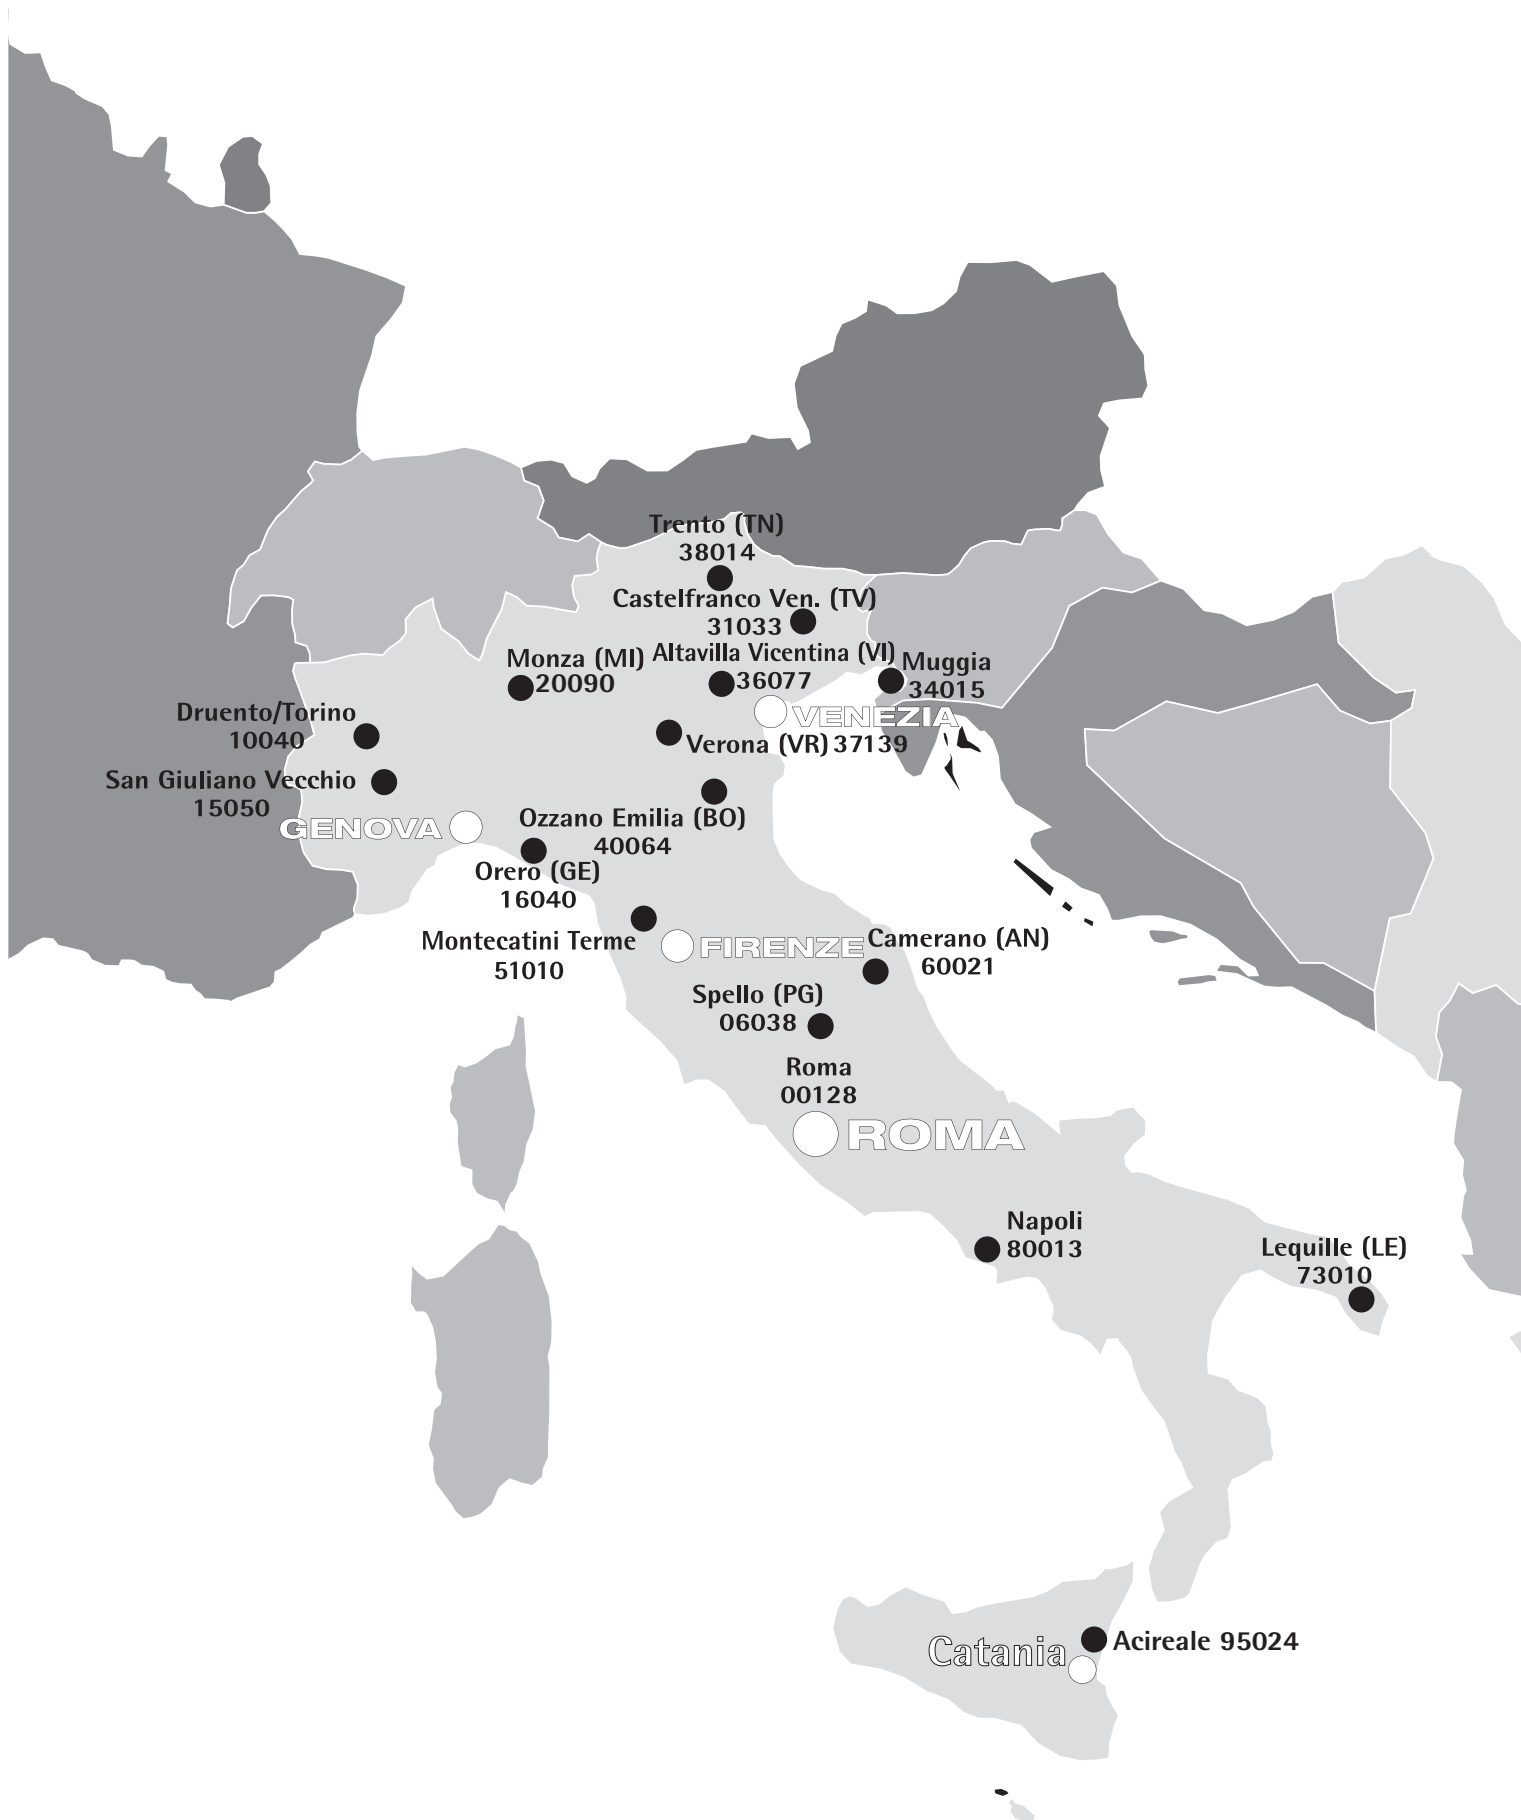 Trento (TN)
38014
Castelfranco Ven. (TV)
31033
Monza (MI)
20090
Altavilla Vicentina (VI)
36077
Muggia
34015
Druento/Torino
10040
VENEZIA
Verona (VR) 37139
San Giuliano Vecchio
15050
GENOVA
Ozzano Emilia (BO)
40064
Orero (GE)
16040
Montecatini Terme
51010
FIRENZE
Camerano (AN)
60021
Spello (PG)
06038
Roma
00128
ROMA
Napoli
80013
Lequille (LE)
73010
Acireale 95024
Catania